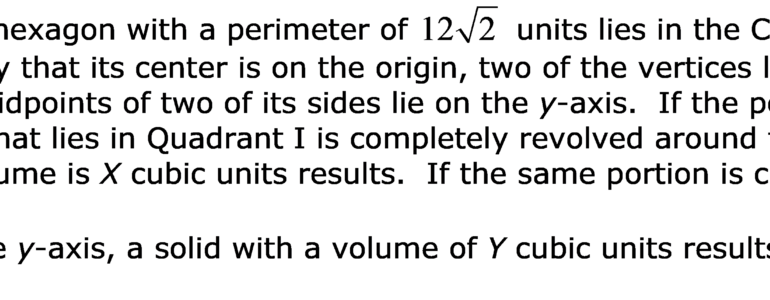 hexagon with a perimeter of 12√2 units lies in the C
y that its center is on the origin, two of the vertices l
idpoints of two of its sides lie on the y-axis. If the p
hat lies in Quadrant I is completely revolved around
ume is X cubic units results. If the same portion is c
e y-axis, a solid with a volume of Y cubic units results